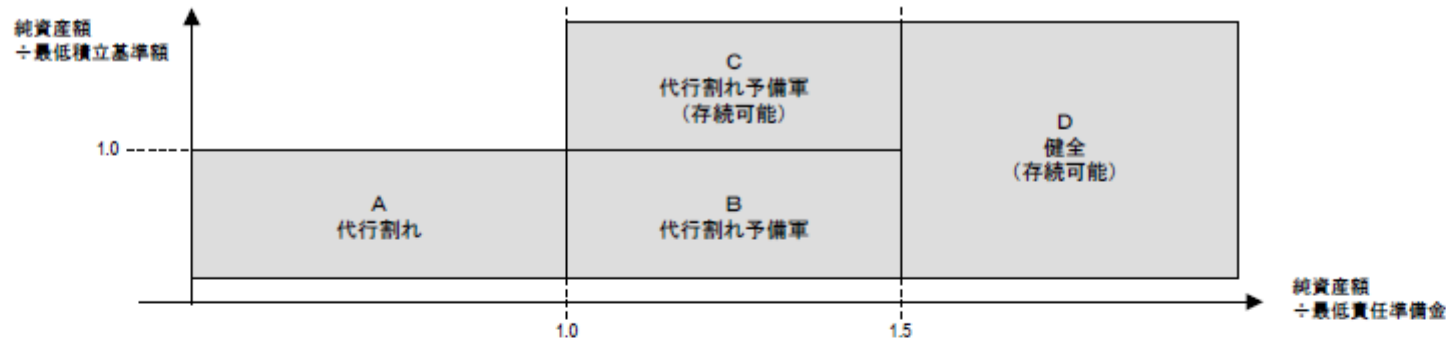 純資産額
÷最低積立基準額
C
代行割れ予備軍
(存続可能)
D
健全
(存続可能)
1.0
A
代行割れ
B
代行割れ予備軍
純資産額
÷最低責任準備金
1.0
1.5